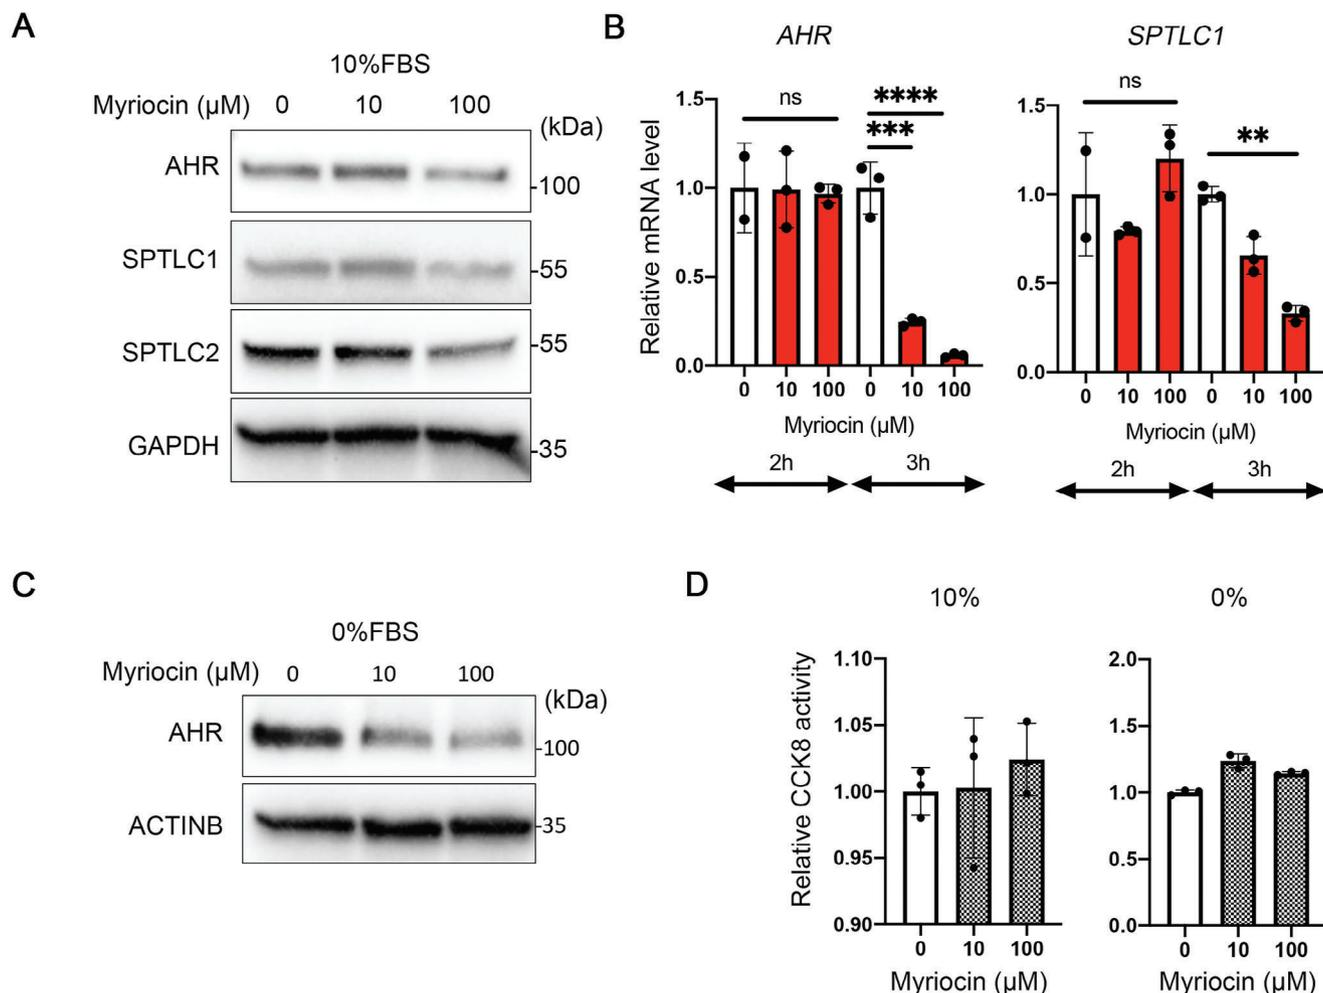 A
10%FBS
Myriocin (µM) 0 10 100
(kDa)
AHR
-100
SPTLC1
-55
SPTLC2
-55
GAPDH
-35
B
AHR
Relative mRNA level
1.5
1.0
0.5
0.0
ns
****
***
0 10 100 0 10 100
Myriocin (µM)
2h 3h
SPTLC1
1.5
1.0
0.5
0.0
ns
**
0 10 100 0 10 100
Myriocin (µM)
2h 3h
C
0%FBS
Myriocin (µM) 0 10 100
(kDa)
AHR
-100
ACTINB
-35
D
10%
Relative CCK8 activity
1.10
1.05
1.00
0.95
0.90
0 10 100
Myriocin (µM)
0%
2.0
1.5
1.0
0.5
0.0
0 10 100
Myriocin (µM)